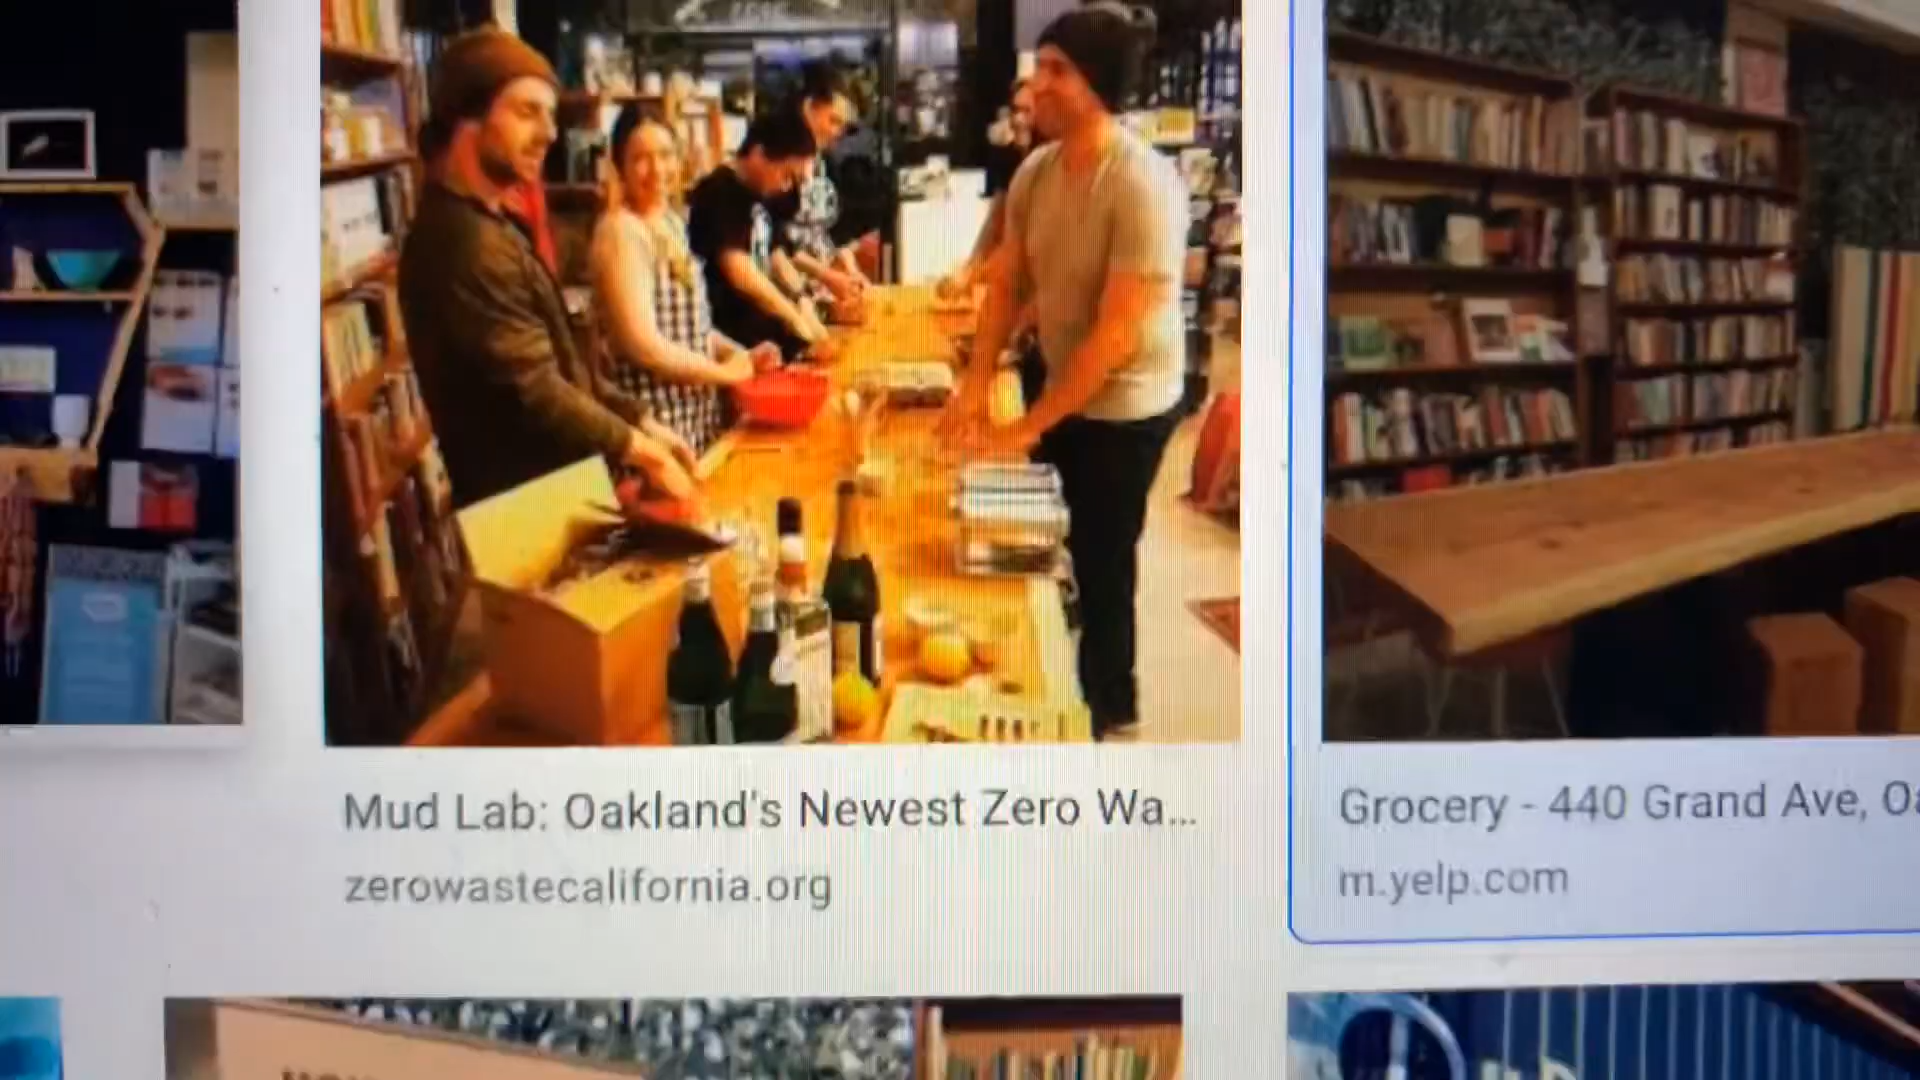 Mud Lab: Oakland's Newest Zero Wa...
zerowastecalifornia.org
Grocery - 440 Grand Ave, Oa
m.yelp.com